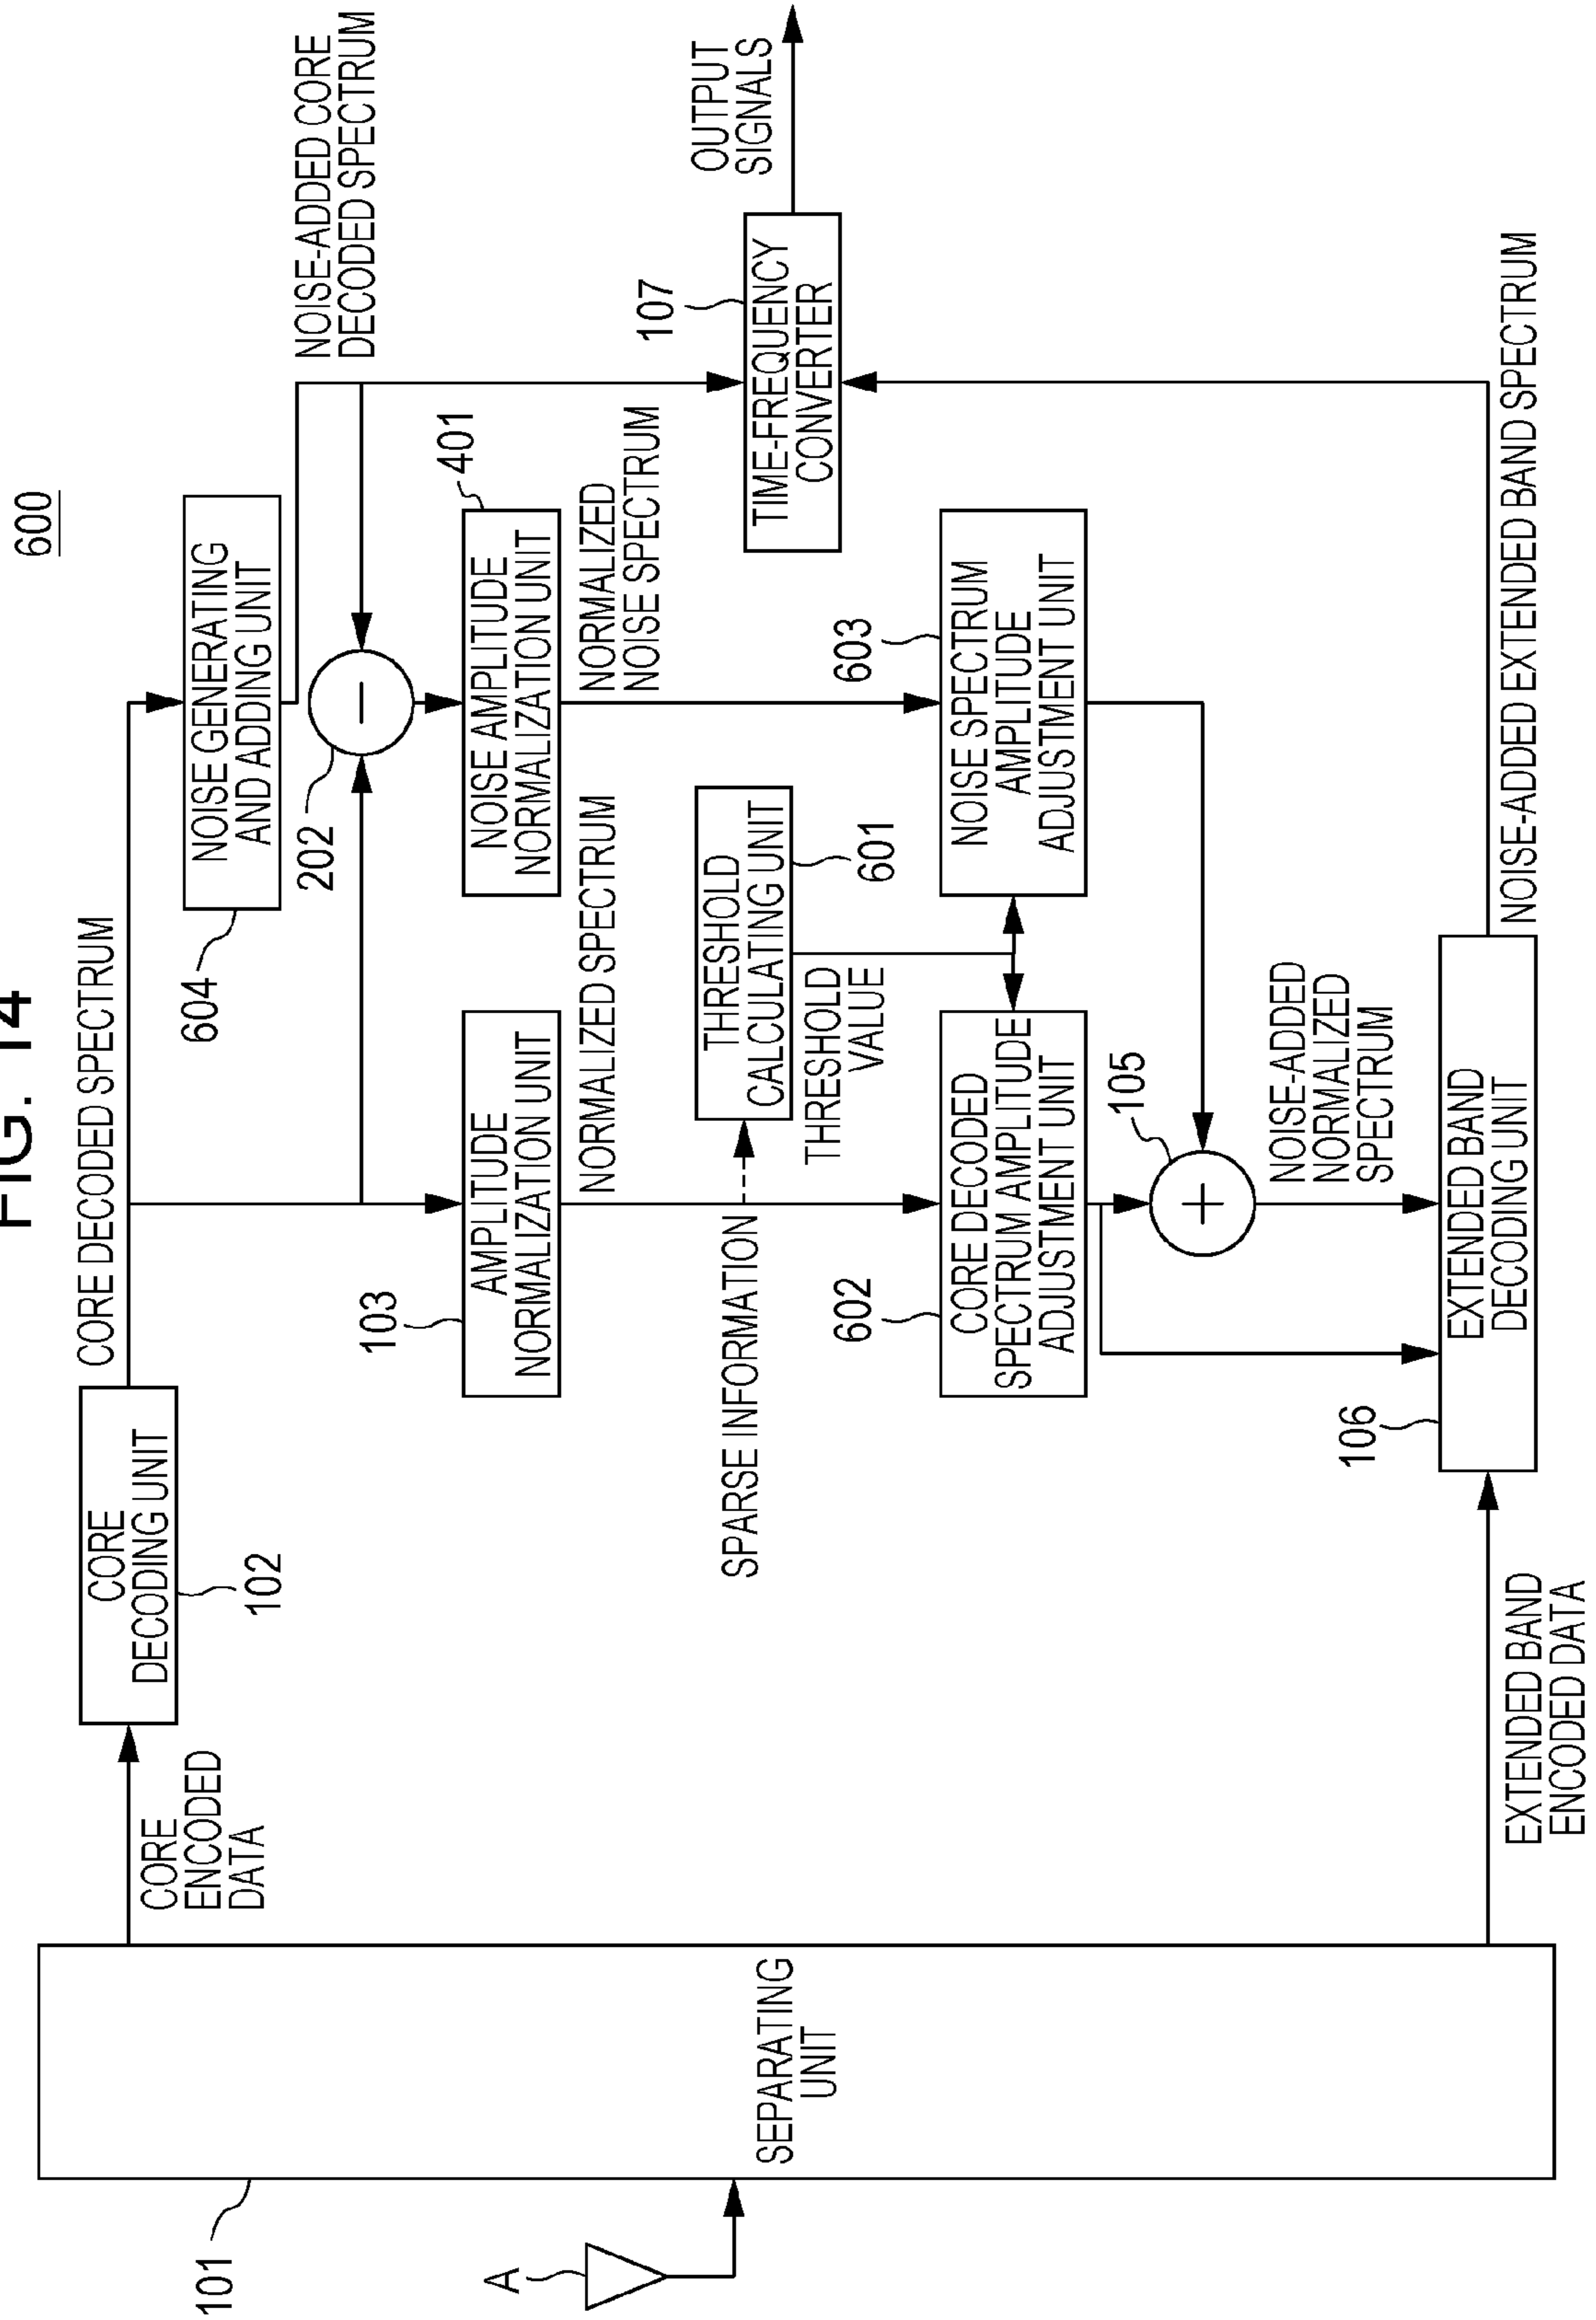 FIG. 14
600
A
101
SEPARATING
UNIT
CORE
ENCODED
DATA
CORE
DECODING UNIT
102
CORE DECODED SPECTRUM
604
NOISE GENERATING
AND ADDING UNIT
NOISE-ADDED CORE
DECODED SPECTRUM
202
−
103
AMPLITUDE
NORMALIZATION UNIT
NORMALIZED SPECTRUM
401
NOISE AMPLITUDE
NORMALIZATION UNIT
NORMALIZED
NOISE SPECTRUM
SPARSE INFORMATION
THRESHOLD
CALCULATING UNIT
601
THRESHOLD
VALUE
107
TIME-FREQUENCY
CONVERTER
OUTPUT
SIGNALS
602
CORE DECODED
SPECTRUM AMPLITUDE
ADJUSTMENT UNIT
603
NOISE SPECTRUM
AMPLITUDE
ADJUSTMENT UNIT
105
+
NOISE-ADDED
NORMALIZED
SPECTRUM
106
EXTENDED BAND
DECODING UNIT
EXTENDED BAND
ENCODED DATA
NOISE-ADDED EXTENDED BAND SPECTRUM